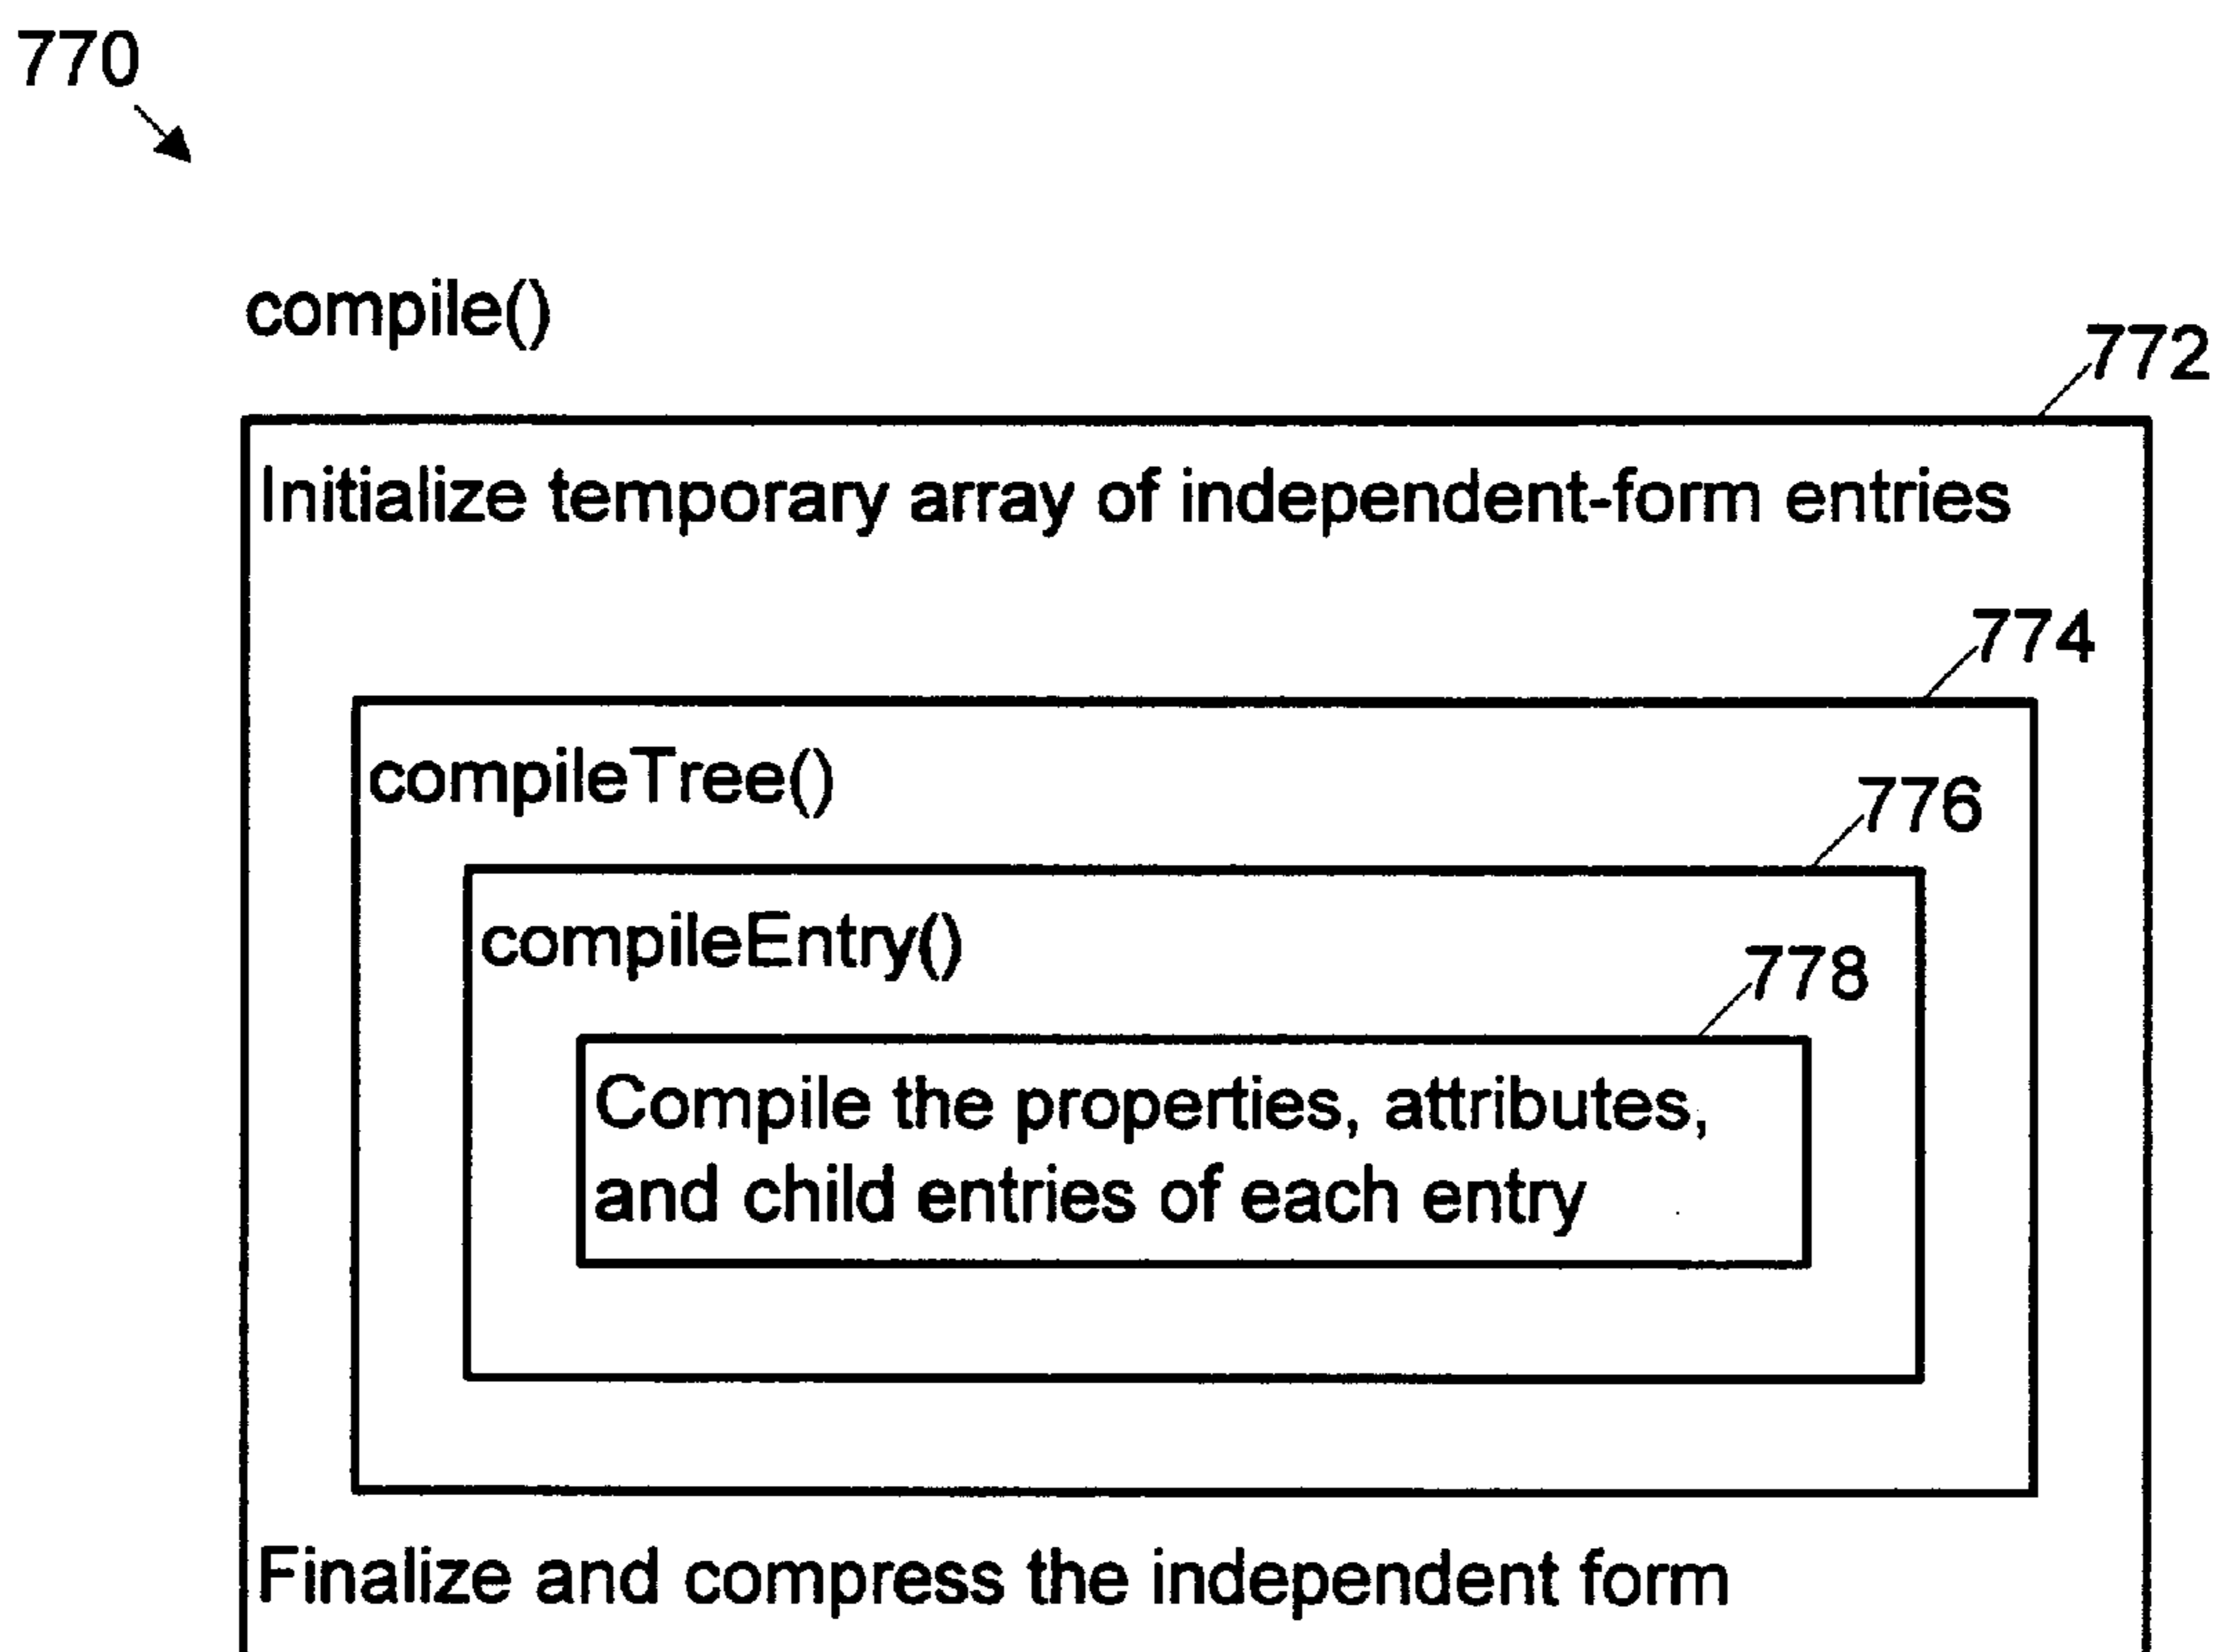 770
compile()
772
Initialize temporary array of independent-form entries
774
compileTree()
776
compileEntry()
778
Compile the properties, attributes,
and child entries of each entry
Finalize and compress the independent form